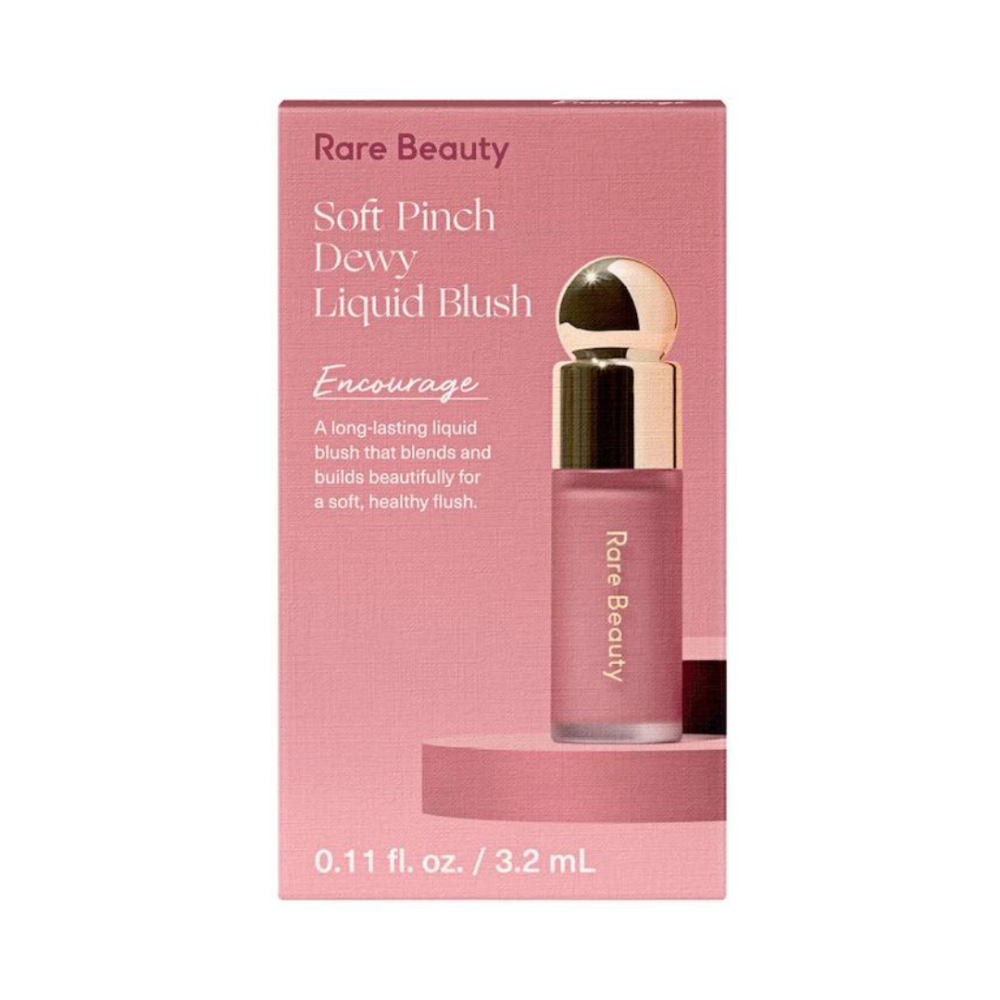 Encourage
Rare Beauty
Soft Pinch
Dewy
Liquid Blush
Encourage
A long-lasting liquid
blush that blends and
builds beautifully for
a soft, healthy flush.
Rare Beauty
0.11 fl. oz. / 3.2 mL